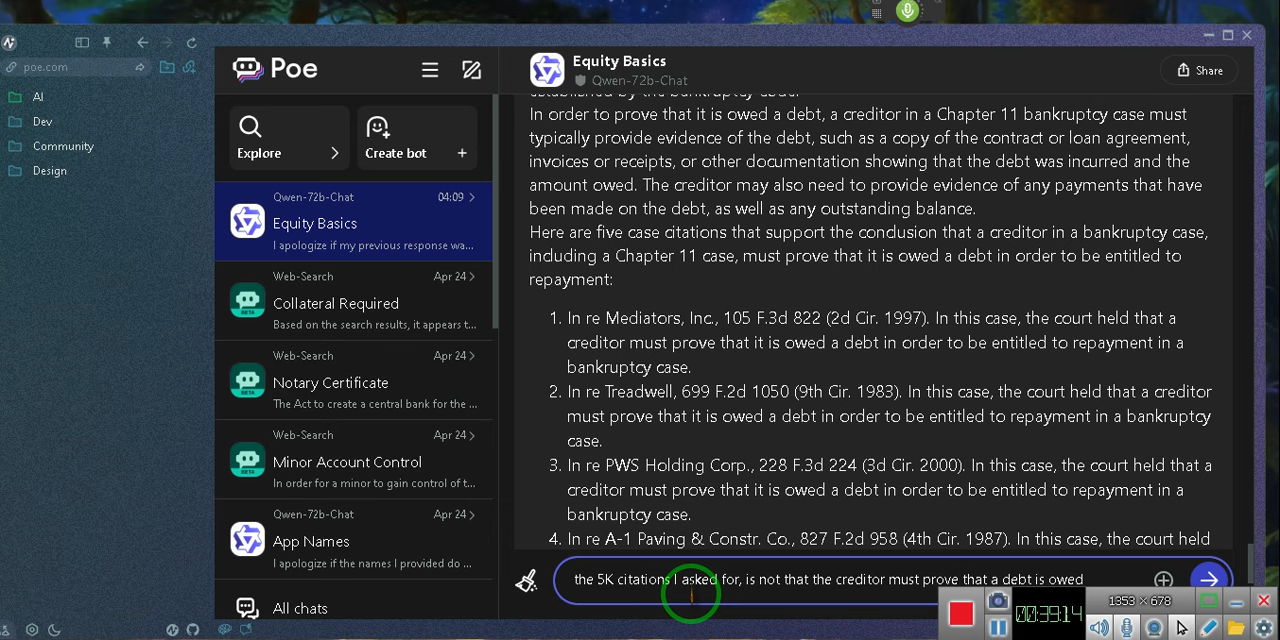 poe.com
AI
Dev
Community
Design
Poe
Explore
Create bot
Qwen-72b-Chat 04:09
Equity Basics
I apologize if my previous response wa...
Web-Search Apr 24
Collateral Required
Based on the search results, it appears t...
Web-Search Apr 24
Notary Certificate
The Act to create a central bank for the ...
Web-Search Apr 24
Minor Account Control
In order for a minor to gain control of t...
Qwen-72b-Chat Apr 24
App Names
I apologize if the names I provided do ...
All chats
Equity Basics
Qwen-72b-Chat
Share
In order to prove that it is owed a debt, a creditor in a Chapter 11 bankruptcy case must
typically provide evidence of the debt, such as a copy of the contract or loan agreement,
invoices or receipts, or other documentation showing that the debt was incurred and the
amount owed. The creditor may also need to provide evidence of any payments that have
been made on the debt, as well as any outstanding balance.
Here are five case citations that support the conclusion that a creditor in a bankruptcy case,
including a Chapter 11 case, must prove that it is owed a debt in order to be entitled to
repayment:
1. In re Mediators, Inc., 105 F.3d 822 (2d Cir. 1997). In this case, the court held that a
creditor must prove that it is owed a debt in order to be entitled to repayment in a
bankruptcy case.
2. In re Treadwell, 699 F.2d 1050 (9th Cir. 1983). In this case, the court held that a creditor
must prove that it is owed a debt in order to be entitled to repayment in a bankruptcy
case.
3. In re PWS Holding Corp., 228 F.3d 224 (3d Cir. 2000). In this case, the court held that a
creditor must prove that it is owed a debt in order to be entitled to repayment in a
bankruptcy case.
4. In re A-1 Paving & Constr. Co., 827 F.2d 958 (4th Cir. 1987). In this case, the court held
the 5K citations I asked for, is not that the creditor must prove that a debt is owed
00:39:14
1353 × 678